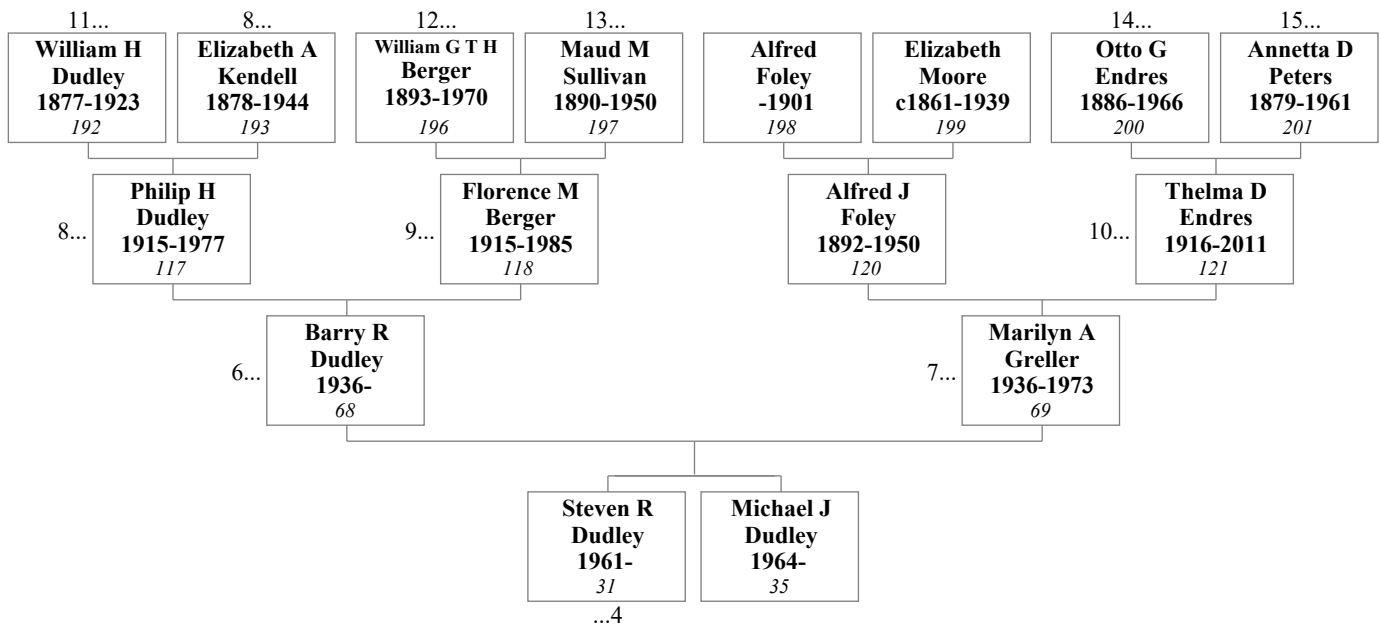 11...
8...
12...
13...
14...
15...
William H
Dudley
1877-1923
192
Elizabeth A
Kendell
1878-1944
193
William G T H
Berger
1893-1970
196
Maud M
Sullivan
1890-1950
197
Alfred
Foley
-1901
198
Elizabeth
Moore
c1861-1939
199
Otto G
Endres
1886-1966
200
Annetta D
Peters
1879-1961
201
8...
Philip H
Dudley
1915-1977
117
9...
Florence M
Berger
1915-1985
118
Alfred J
Foley
1892-1950
120
10...
Thelma D
Endres
1916-2011
121
6...
Barry R
Dudley
1936-
68
7...
Marilyn A
Greller
1936-1973
69
Steven R
Dudley
1961-
31
Michael J
Dudley
1964-
35
...4